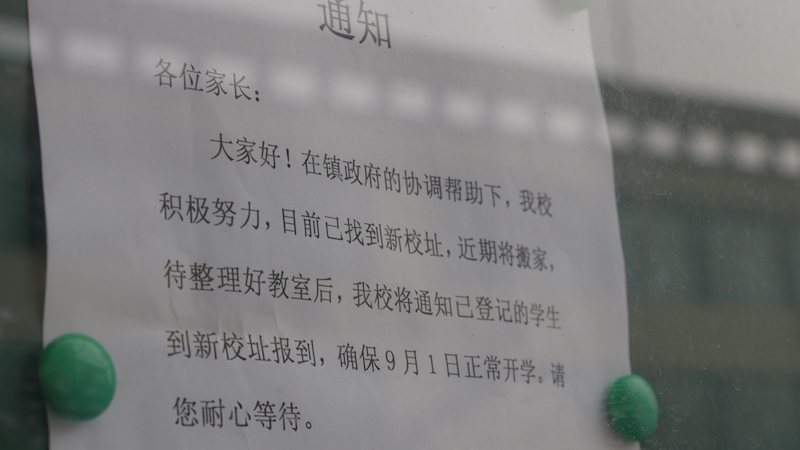 通知
各位家长：
大家好！在镇政府的协调帮助下，我校
积极努力，目前已找到新校址，近期将搬家，
待整理好教室后，我校将通知已登记的学生
到新校址报到，确保9月1日正常开学。请
您耐心等待。